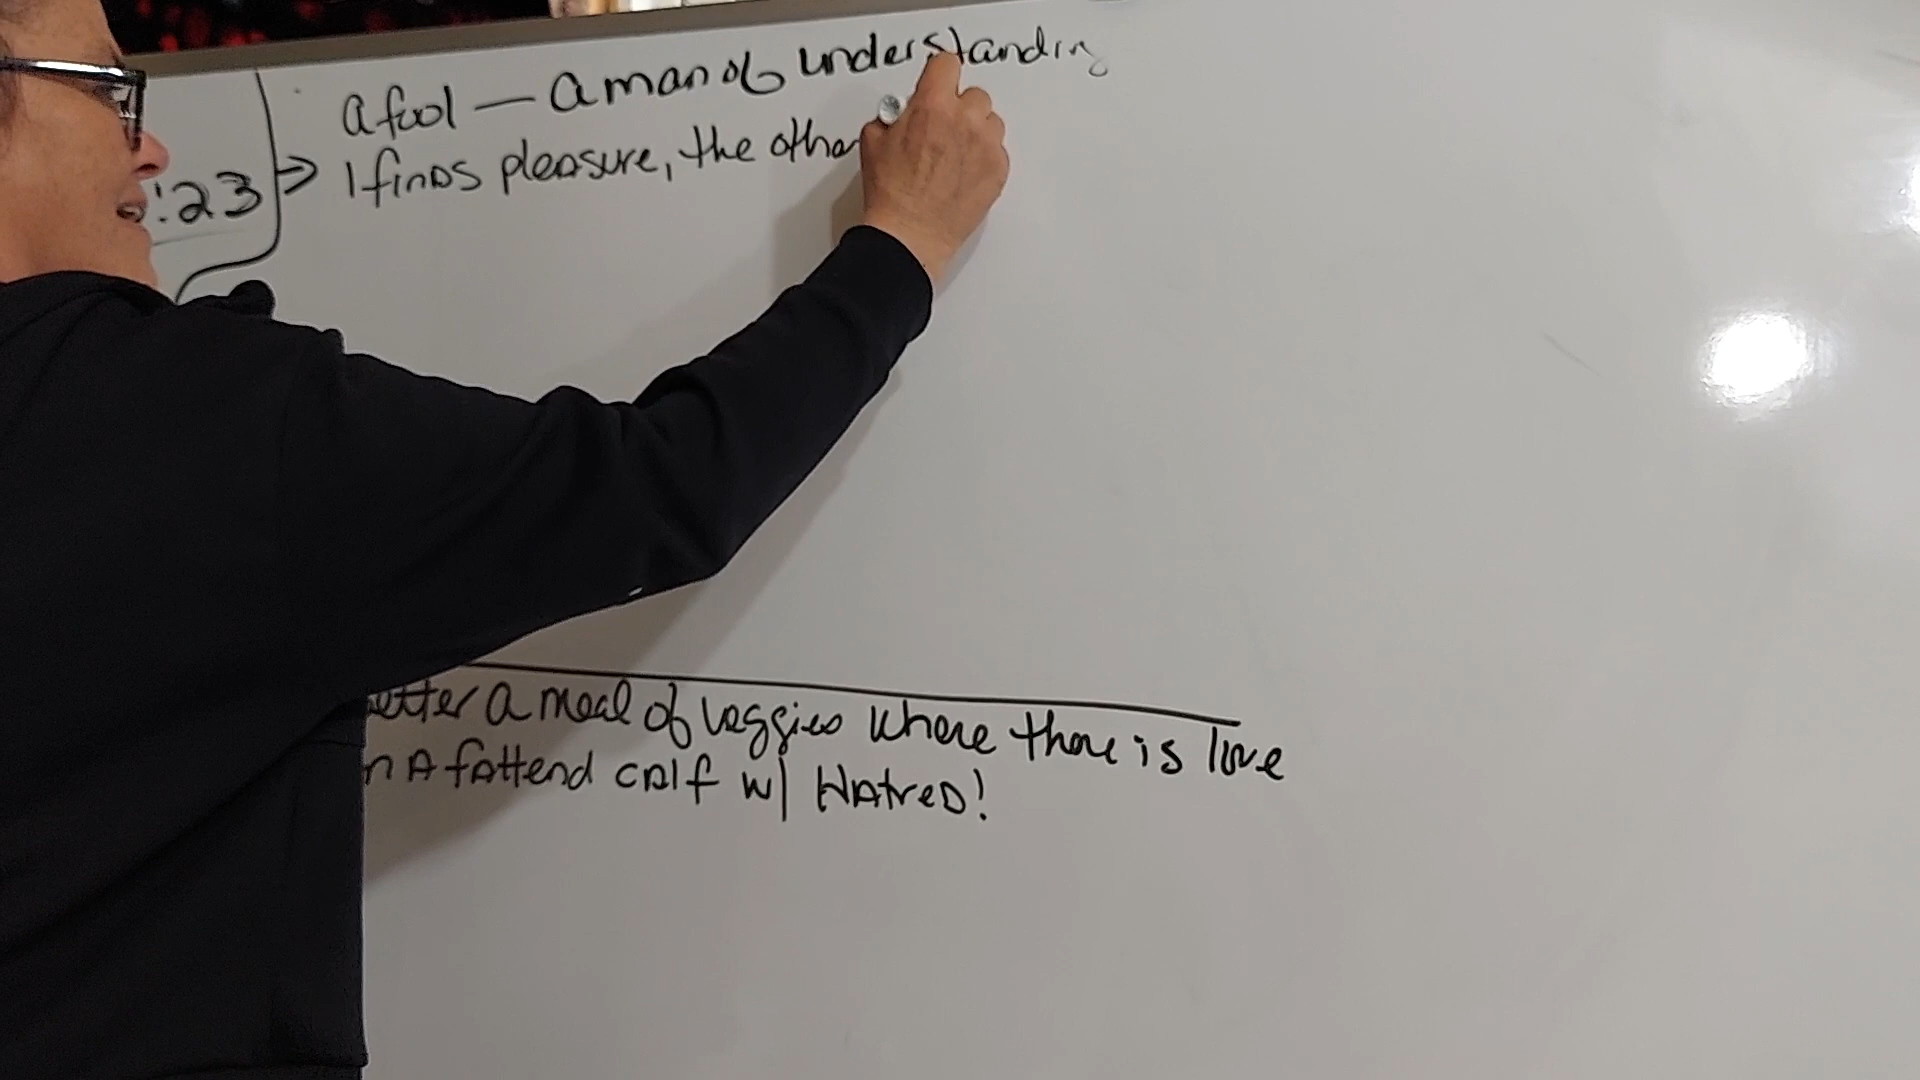 a fool — a man of understanding
:23 → 1 finDs pleasure, the other
etter a meal of veggies where there is love
n A fAttend cAlf w/ HAtreD!